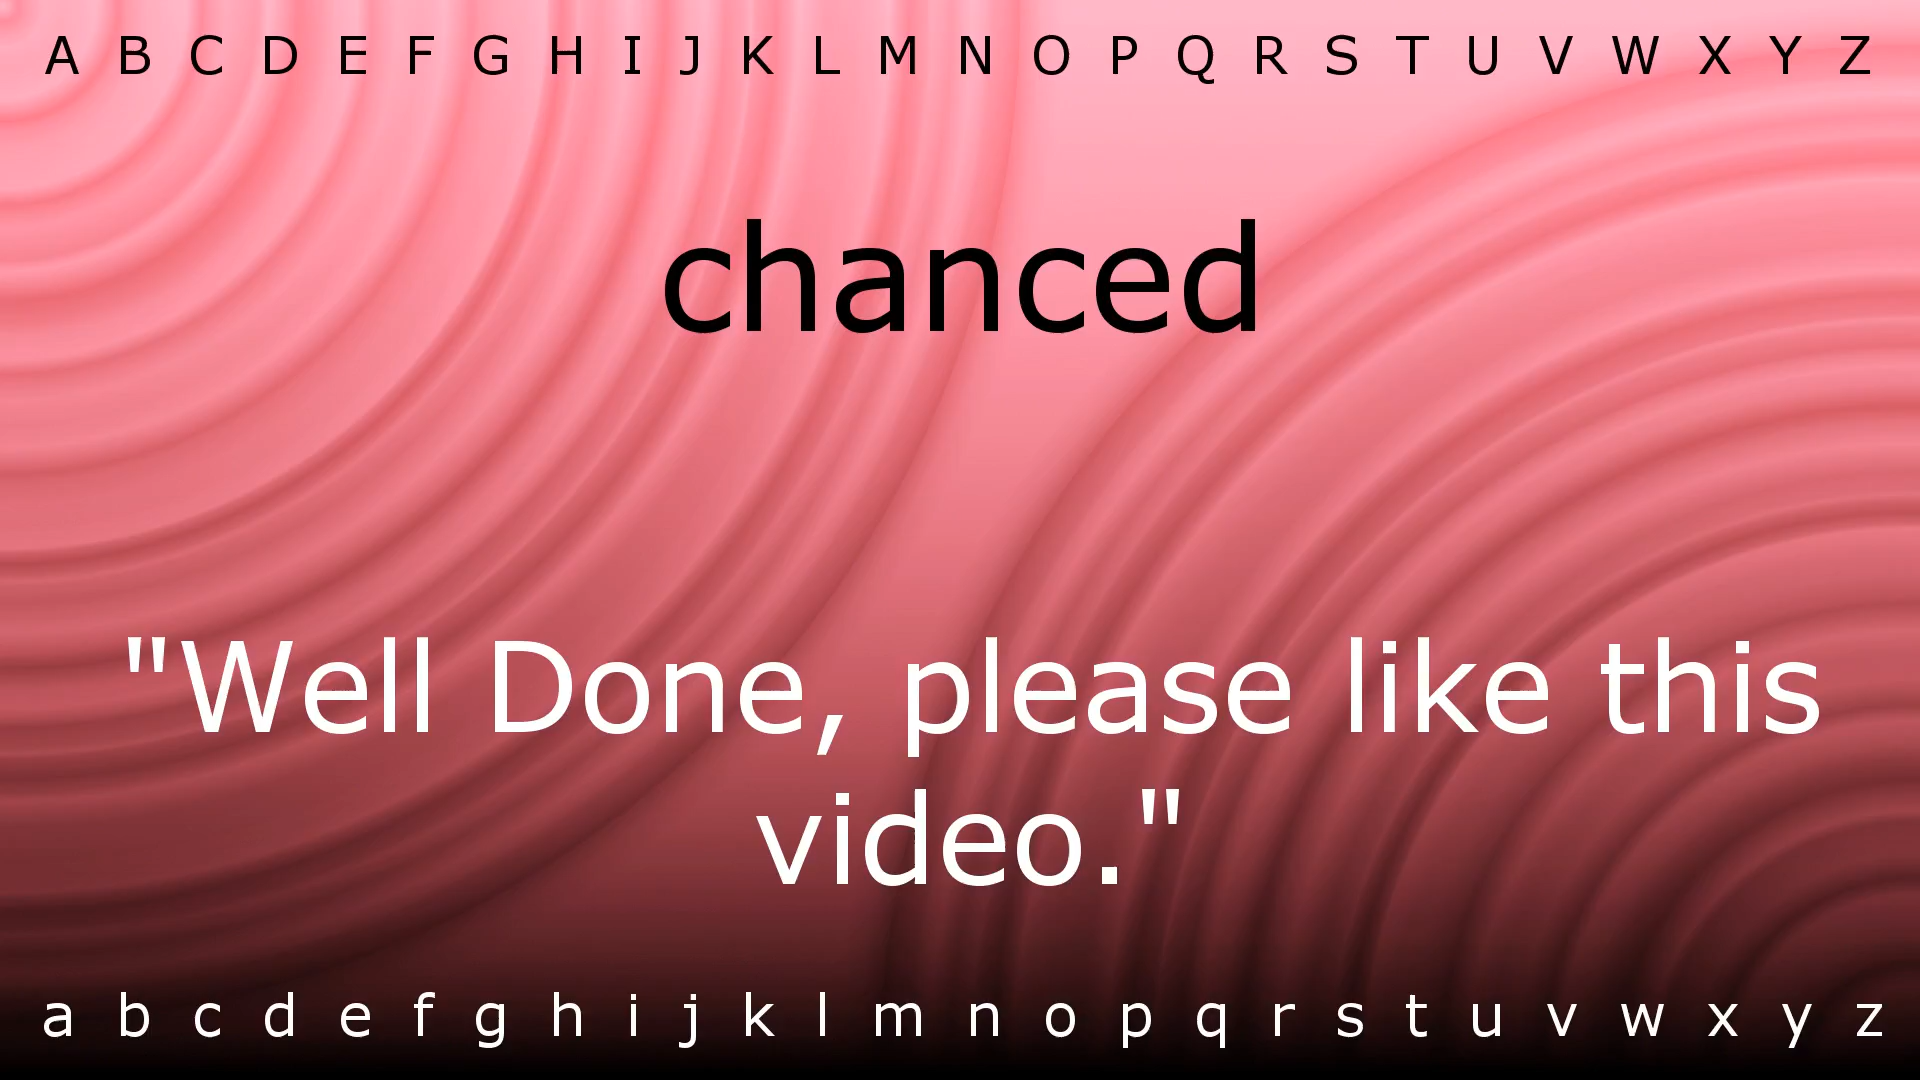 A B C D E F G H I J K L M N O P Q R S T U V W X Y Z
chanced
"Well Done, please like this
video."
a b c d e f g h i j k l m n o p q r s t u v w x y z